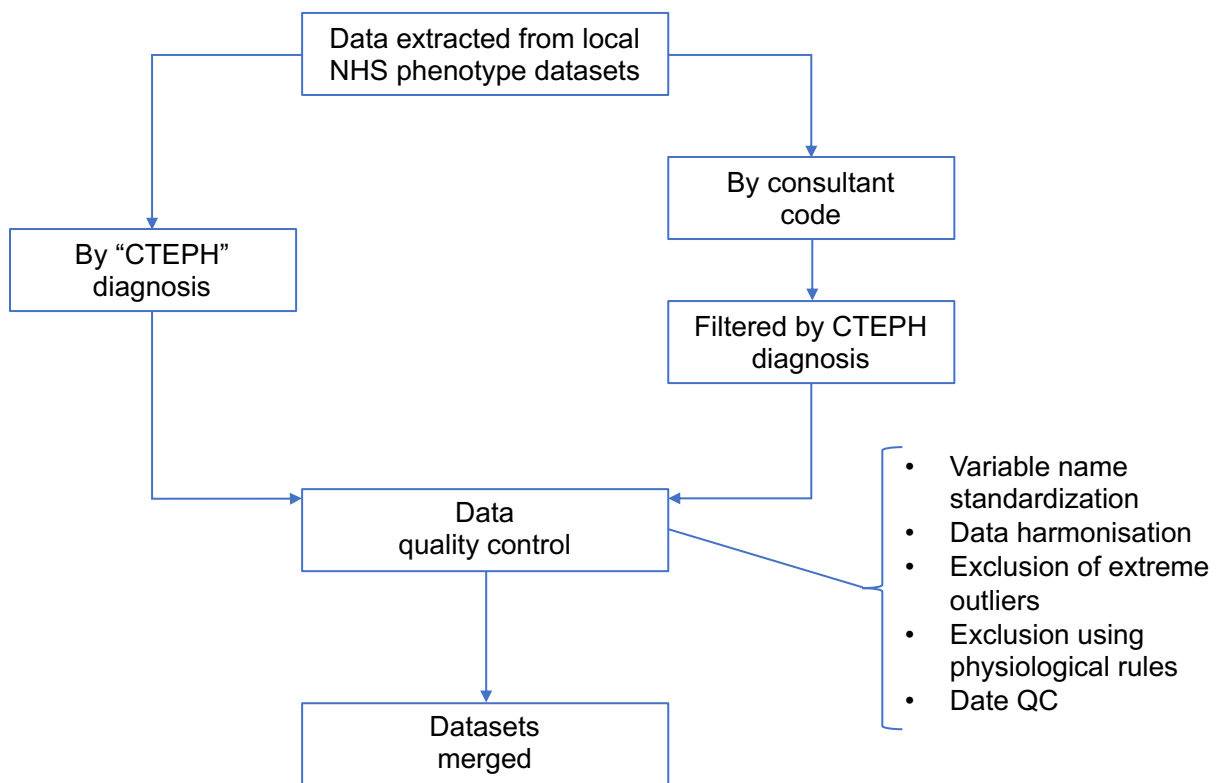 Data extracted from local
NHS phenotype datasets
By consultant
code
By “CTEPH”
diagnosis
Filtered by CTEPH
diagnosis
Data
quality control
• Variable name
standardization
• Data harmonisation
• Exclusion of extreme
outliers
• Exclusion using
physiological rules
• Date QC
Datasets
merged